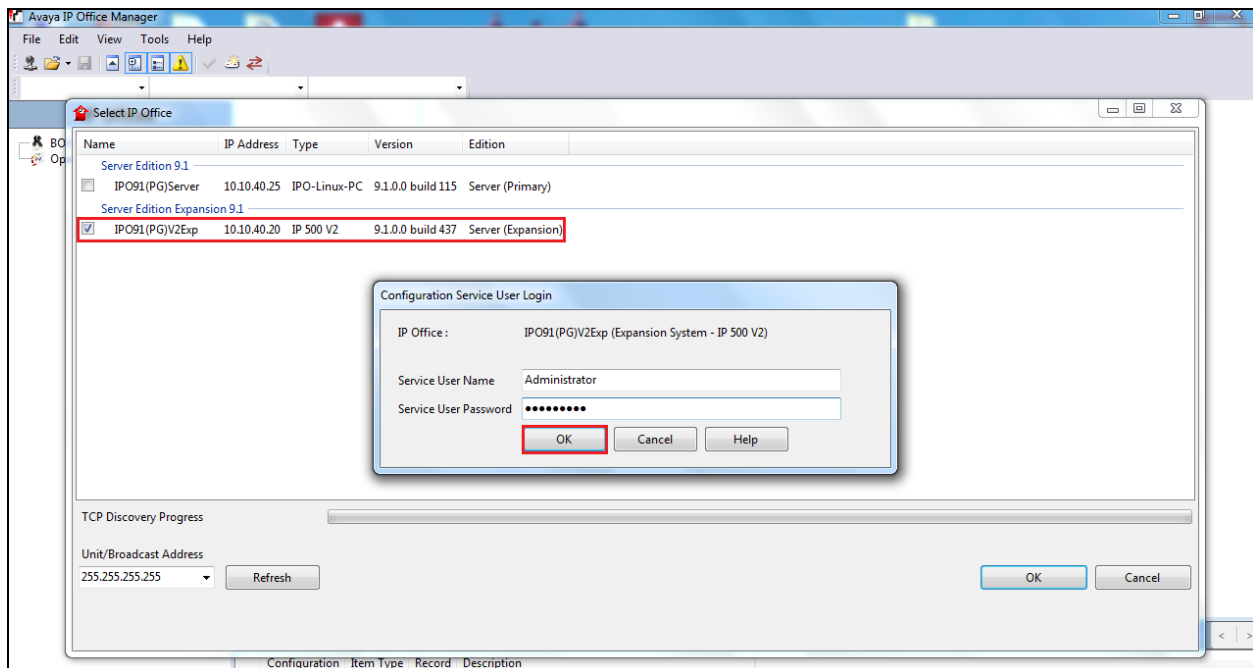 Avaya IP Office Manager
File Edit View Tools Help
Select IP Office
BO
Op
Name IP Address Type Version Edition
Server Edition 9.1
IPO91(PG)Server 10.10.40.25 IPO-Linux-PC 9.1.0.0 build 115 Server (Primary)
Server Edition Expansion 9.1
IPO91(PG)V2Exp 10.10.40.20 IP 500 V2 9.1.0.0 build 437 Server (Expansion)
Configuration Service User Login
IP Office : IPO91(PG)V2Exp (Expansion System - IP 500 V2)
Service User Name Administrator
Service User Password •••••••••
OK Cancel Help
TCP Discovery Progress
Unit/Broadcast Address
255.255.255.255 Refresh OK Cancel
Configuration Item Type Record Description